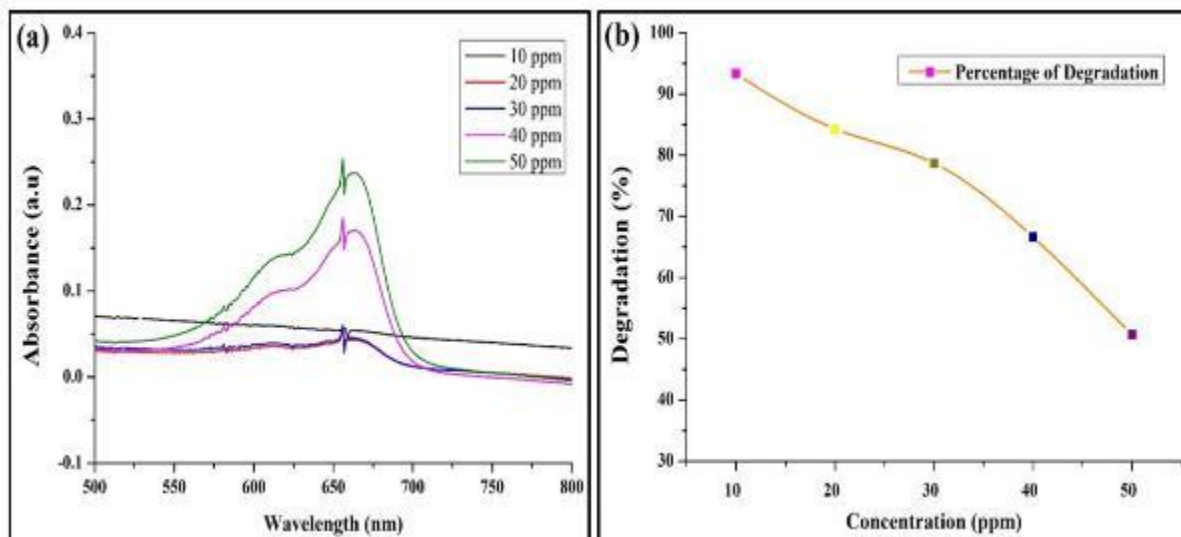 (a)
0.4
0.3
0.2
0.1
0.0
-0.1
Absorbance (a.u)
10 ppm
20 ppm
30 ppm
40 ppm
50 ppm
500 550 600 650 700 750 800
Wavelength (nm)
(b)
100
90
80
70
60
50
40
30
Degradation (%)
Percentage of Degradation
10 20 30 40 50
Concentration (ppm)